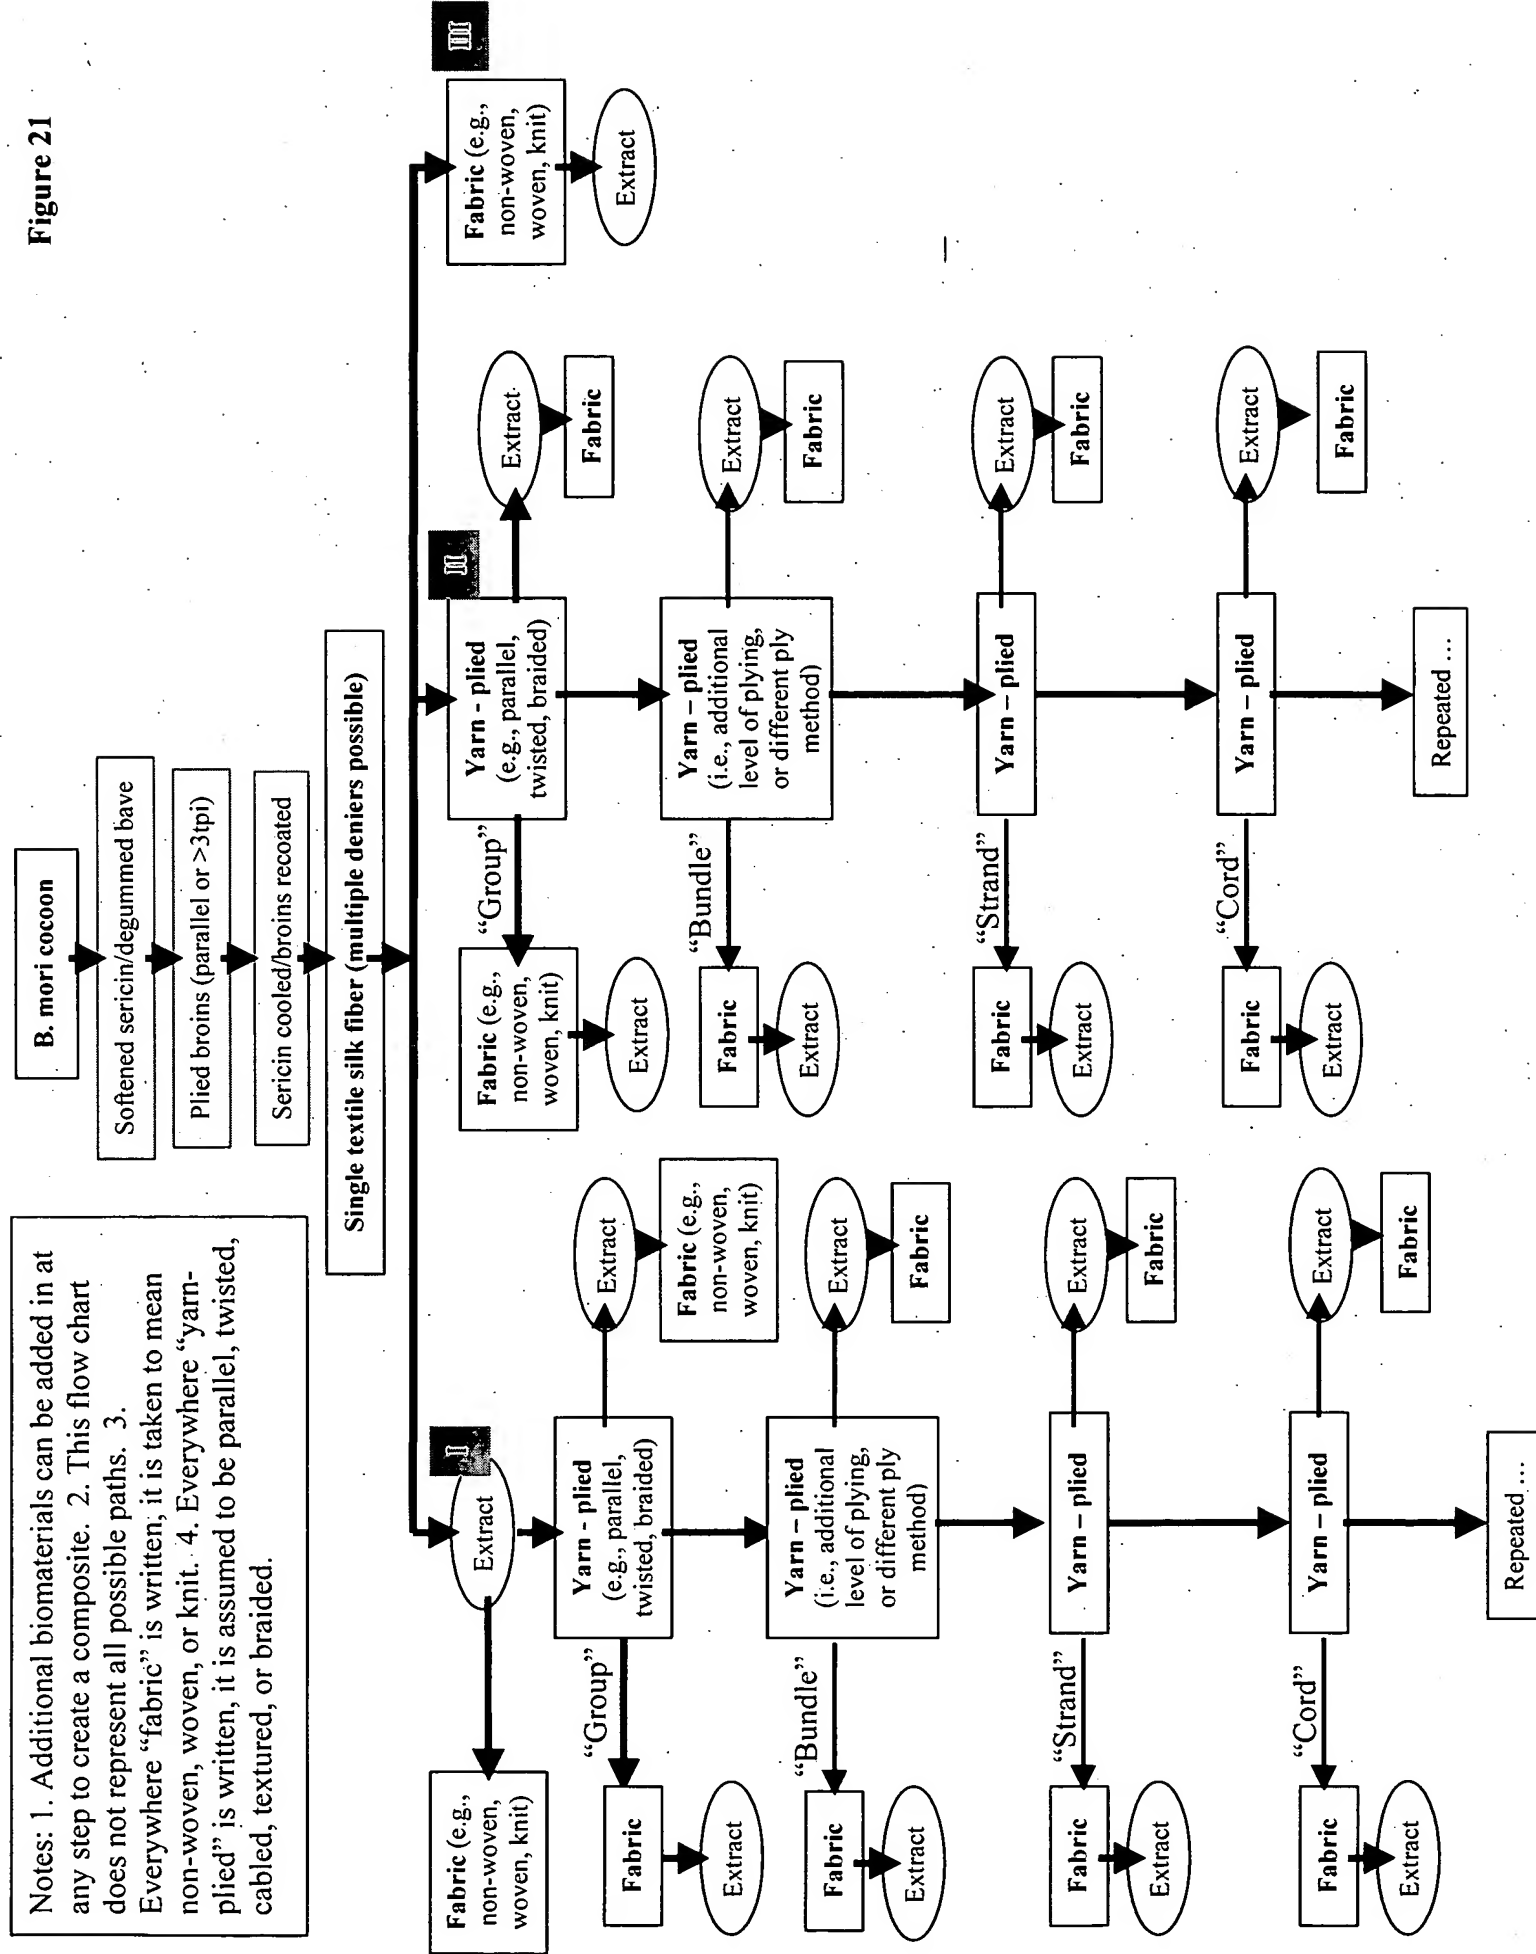 Figure 21
Notes: 1. Additional biomaterials can be added in at
any step to create a composite. 2. This flow chart
does not represent all possible paths. 3.
Everywhere “fabric” is written, it is taken to mean
non-woven, woven, or knit. 4. Everywhere “yarn-
plied” is written, it is assumed to be parallel, twisted,
cabled, textured, or braided.
B. mori cocoon
Softened sericin/degummed bave
Plied broins (parallel or >3tpi)
Sericin cooled/broins recoated
Single textile silk fiber (multiple deniers possible)
I
Extract
Fabric (e.g.,
non-woven,
woven, knit)
Yarn - plied
(e.g., parallel,
twisted, braided)
“Group”
Fabric
Extract
Extract
Fabric (e.g.,
non-woven,
woven, knit)
Yarn – plied
(i.e., additional
level of plying,
or different ply
method)
“Bundle”
Fabric
Extract
Extract
Fabric
Yarn – plied
“Strand”
Fabric
Extract
Extract
Fabric
Yarn – plied
“Cord”
Fabric
Extract
Extract
Fabric
Repeated ...
II
Yarn - plied
(e.g., parallel,
twisted, braided)
“Group”
Fabric (e.g.,
non-woven,
woven, knit)
Extract
Extract
Fabric
Yarn – plied
(i.e., additional
level of plying,
or different ply
method)
“Bundle”
Fabric
Extract
Extract
Fabric
Yarn – plied
“Strand”
Fabric
Extract
Extract
Fabric
Yarn – plied
“Cord”
Fabric
Extract
Extract
Fabric
Repeated ...
III
Fabric (e.g.,
non-woven,
woven, knit)
Extract